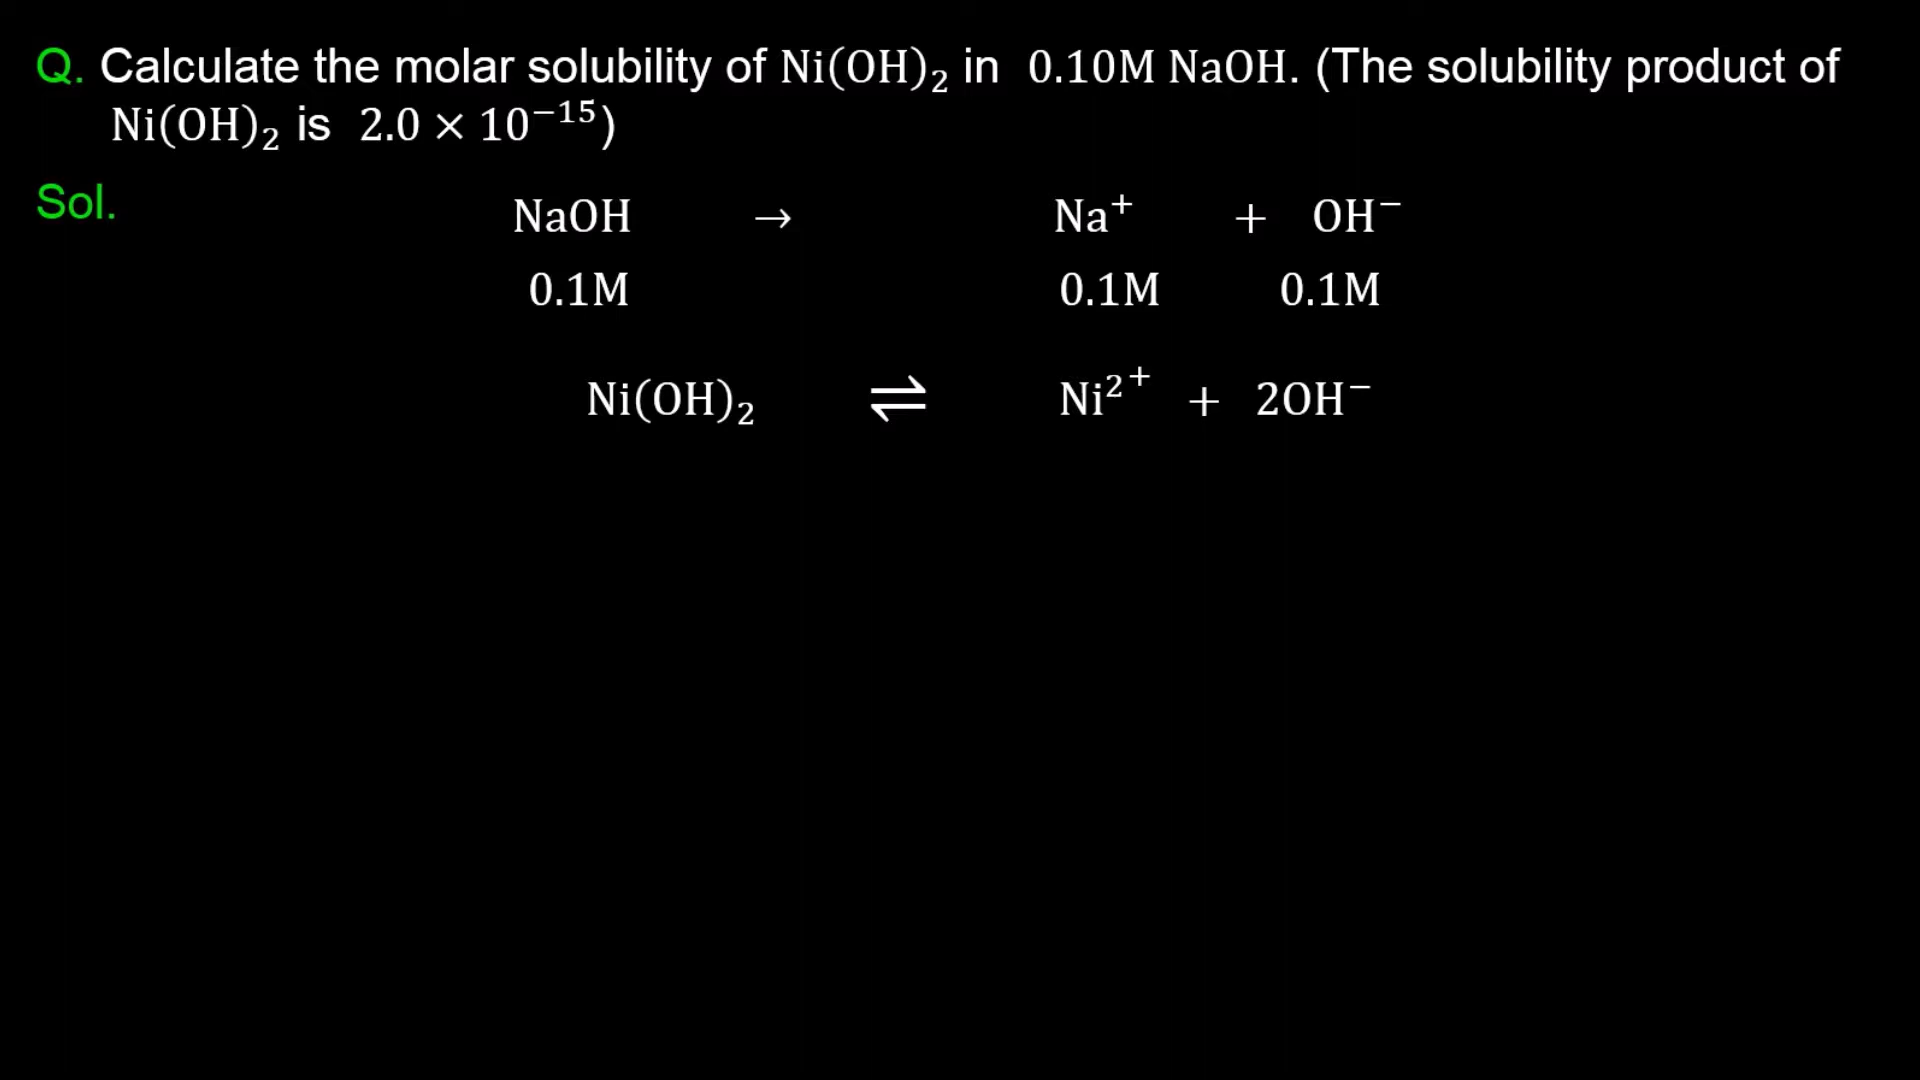 Q. Calculate the molar solubility of Ni(OH)₂ in 0.10M NaOH. (The solubility product of
Ni(OH)₂ is 2.0 × 10⁻¹⁵)
Sol.
NaOH → Na⁺ + OH⁻
0.1M 0.1M 0.1M
Ni(OH)₂ ⇌ Ni²⁺ + 2OH⁻